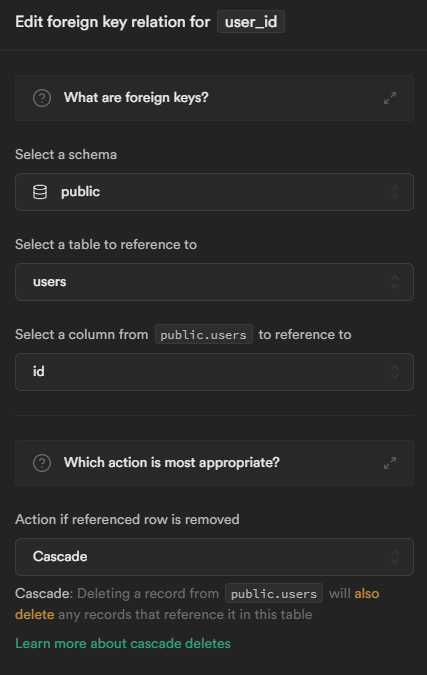 Edit foreign key relation for user_id
What are foreign keys?
Select a schema
public
Select a table to reference to
users
Select a column from public.users to reference to
id
Which action is most appropriate?
Action if referenced row is removed
Cascade
Cascade: Deleting a record from public.users will also
delete any records that reference it in this table
Learn more about cascade deletes